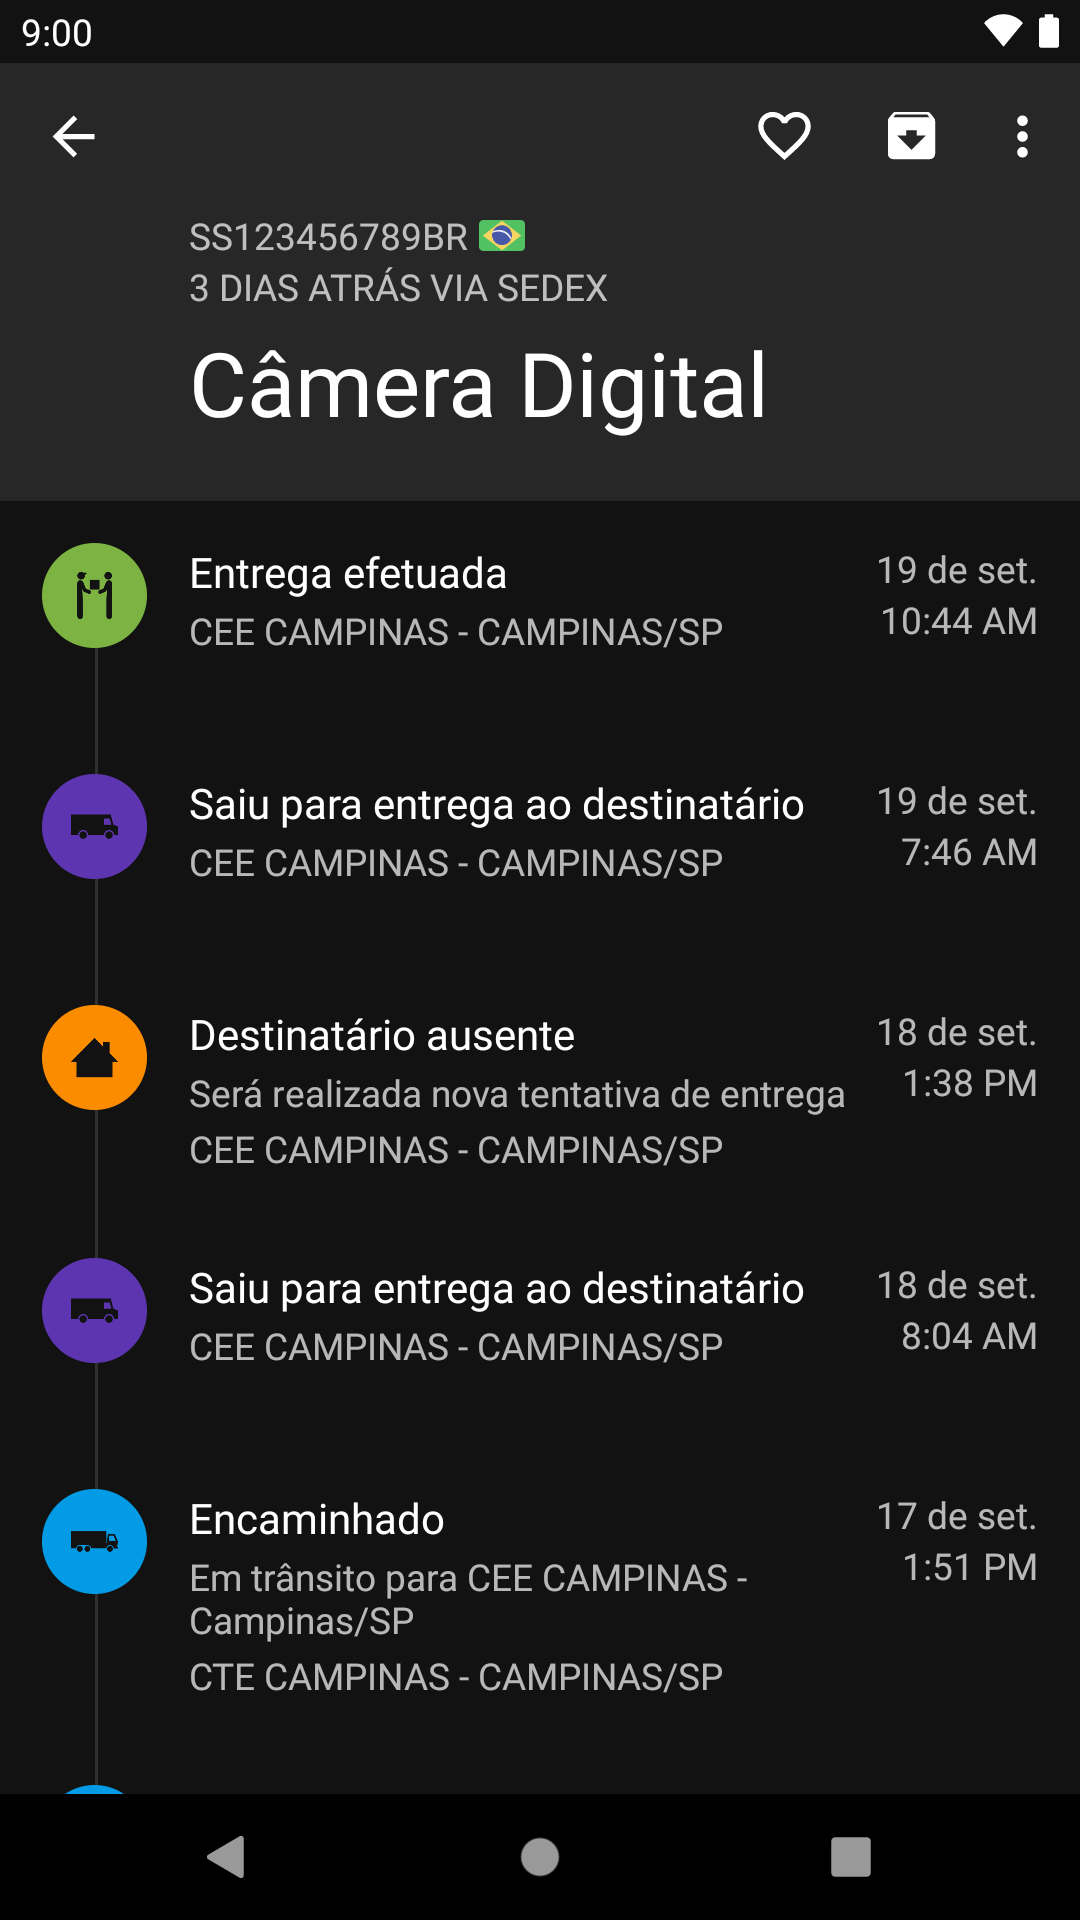 9:00
SS123456789BR
3 DIAS ATRÁS VIA SEDEX
Câmera Digital
Entrega efetuada
19 de set.
CEE CAMPINAS - CAMPINAS/SP
10:44 AM
Saiu para entrega ao destinatário
19 de set.
CEE CAMPINAS - CAMPINAS/SP
7:46 AM
Destinatário ausente
18 de set.
Será realizada nova tentativa de entrega
1:38 PM
CEE CAMPINAS - CAMPINAS/SP
Saiu para entrega ao destinatário
18 de set.
CEE CAMPINAS - CAMPINAS/SP
8:04 AM
Encaminhado
17 de set.
Em trânsito para CEE CAMPINAS -
1:51 PM
Campinas/SP
CTE CAMPINAS - CAMPINAS/SP